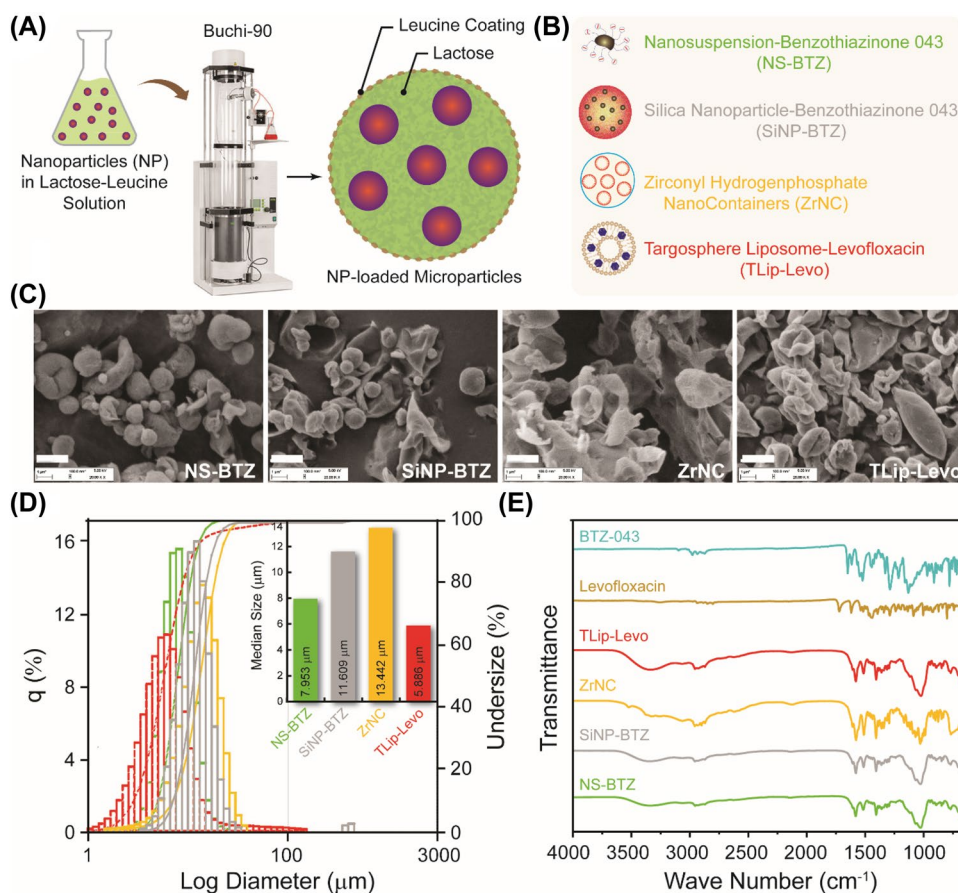 (A)
Buchi-90
Leucine Coating
Lactose
Nanoparticles (NP)
in Lactose-Leucine
Solution
NP-loaded Microparticles
(B)
Nanosuspension-Benzothiazinone 043
(NS-BTZ)
Silica Nanoparticle-Benzothiazinone 043
(SiNP-BTZ)
Zirconyl Hydrogenphosphate
NanoContainers (ZrNC)
Targosphere Liposome-Levofloxacin
(TLip-Levo)
(C)
NS-BTZ
SiNP-BTZ
ZrNC
TLip-Levo
(D)
q (%)
16
12
8
4
0
1
100
3000
Log Diameter (μm)
100
80
60
40
20
0
Undersize (%)
Median Size (μm)
14
12
10
8
6
4
2
0
7.953 μm
11.609 μm
13.442 μm
5.886 μm
NS-BTZ
SiNP-BTZ
ZrNC
TLip-Levo
(E)
Transmittance
BTZ-043
Levofloxacin
TLip-Levo
ZrNC
SiNP-BTZ
NS-BTZ
4000 3500 3000 2500 2000 1500 1000
Wave Number (cm⁻¹)